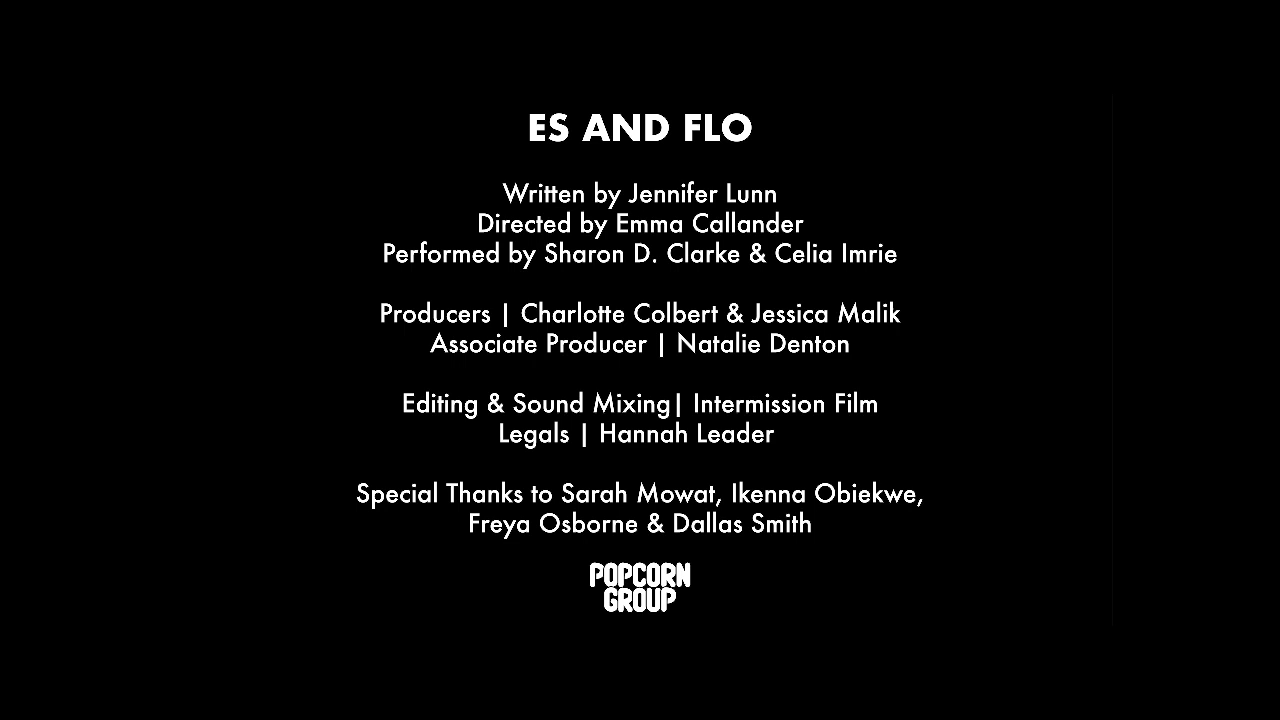 ES AND FLO
Written by Jennifer Lunn
Directed by Emma Callander
Performed by Sharon D. Clarke & Celia Imrie
Producers | Charlotte Colbert & Jessica Malik
Associate Producer | Natalie Denton
Editing & Sound Mixing| Intermission Film
Legals | Hannah Leader
Special Thanks to Sarah Mowat, Ikenna Obiekwe,
Freya Osborne & Dallas Smith
POPCORN
GROUP